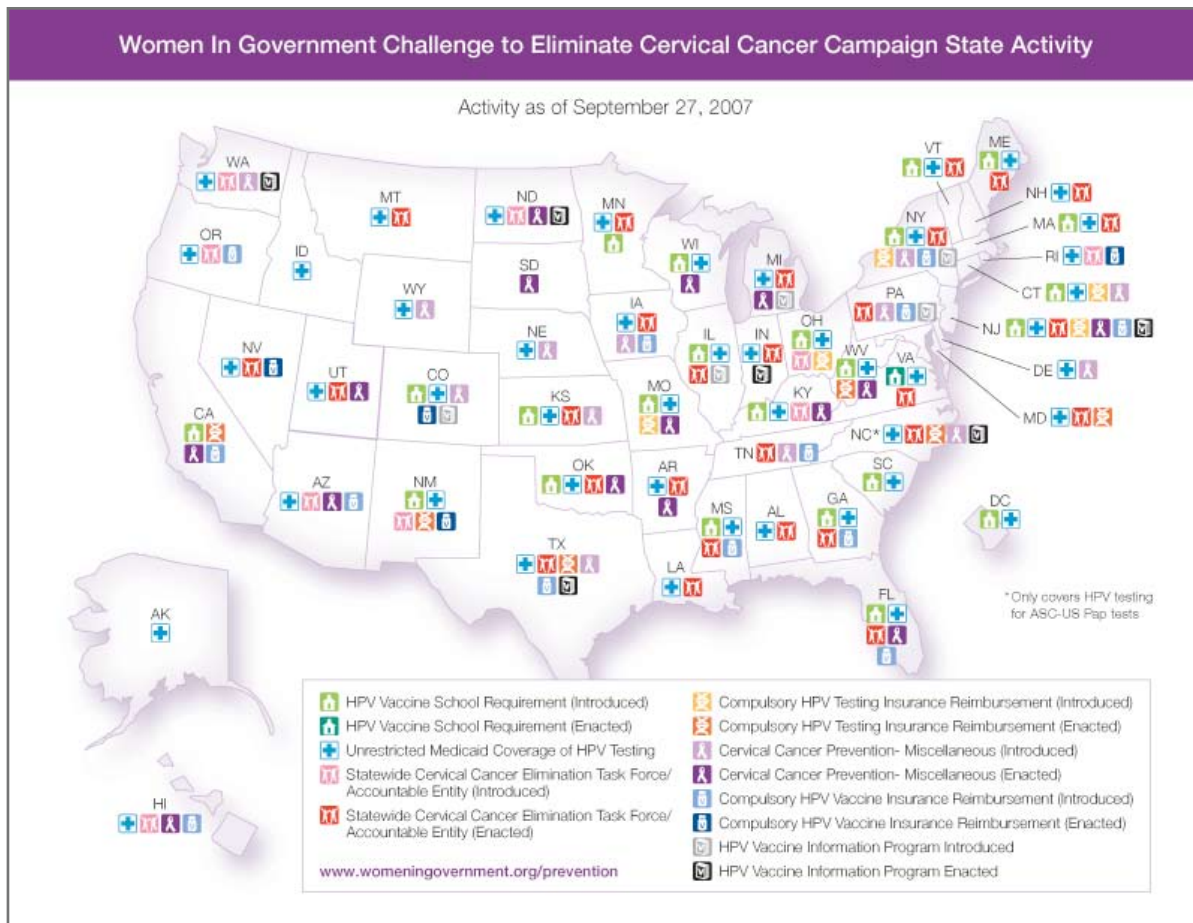 Women In Government Challenge to Eliminate Cervical Cancer Campaign State Activity
Activity as of September 27, 2007
WA
MT
ND
MN
VT
ME
NH
MA
OR
ID
SD
WI
MI
NY
RI
CT
WY
IA
PA
NJ
NE
OH
DE
NV
UT
CO
IL
IN
WV
VA
MD
KS
MO
KY
CA
NC*
TN
AZ
NM
OK
AR
SC
DC
MS
AL
GA
TX
LA
FL
*Only covers HPV testing
for ASC-US Pap tests
AK
HI
HPV Vaccine School Requirement (Introduced)
HPV Vaccine School Requirement (Enacted)
Unrestricted Medicaid Coverage of HPV Testing
Statewide Cervical Cancer Elimination Task Force/
Accountable Entity (Introduced)
Statewide Cervical Cancer Elimination Task Force/
Accountable Entity (Enacted)
www.womeningovernment.org/prevention
Compulsory HPV Testing Insurance Reimbursement (Introduced)
Compulsory HPV Testing Insurance Reimbursement (Enacted)
Cervical Cancer Prevention- Miscellaneous (Introduced)
Cervical Cancer Prevention- Miscellaneous (Enacted)
Compulsory HPV Vaccine Insurance Reimbursement (Introduced)
Compulsory HPV Vaccine Insurance Reimbursement (Enacted)
HPV Vaccine Information Program Introduced
HPV Vaccine Information Program Enacted